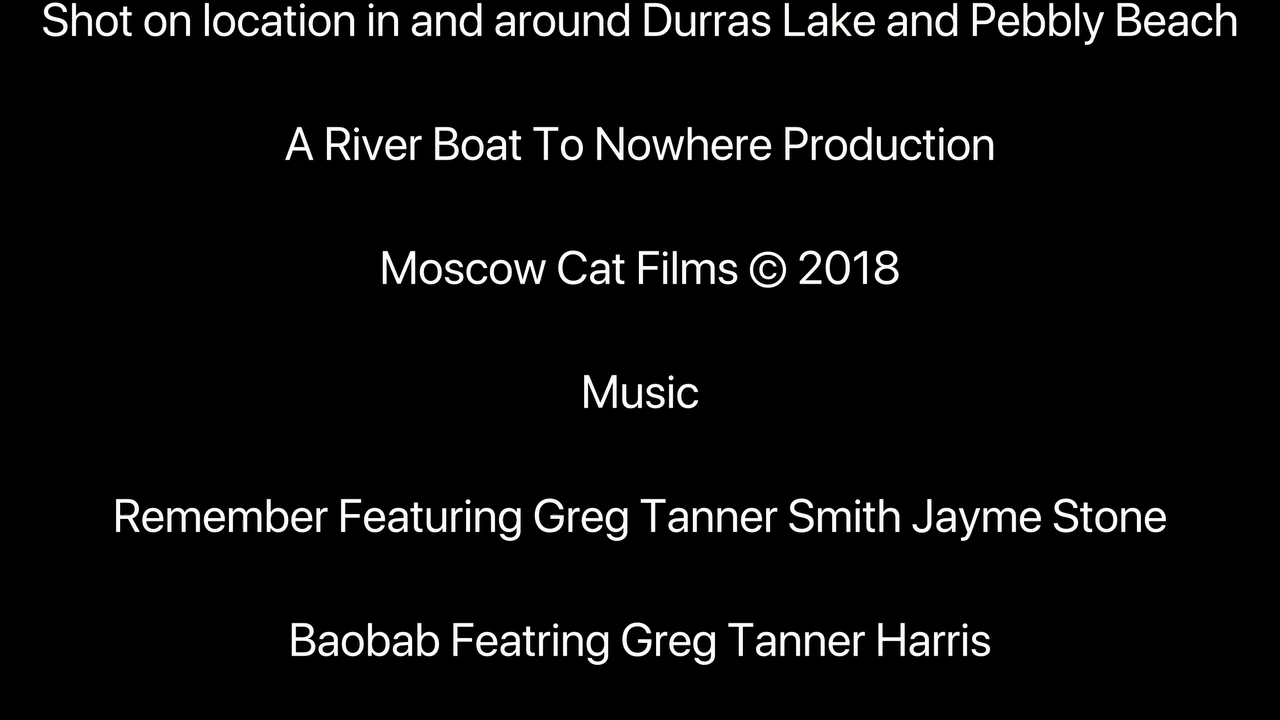 Shot on location in and around Durras Lake and Pebbly Beach
A River Boat To Nowhere Production
Moscow Cat Films © 2018
Music
Remember Featuring Greg Tanner Smith Jayme Stone
Baobab Featring Greg Tanner Harris